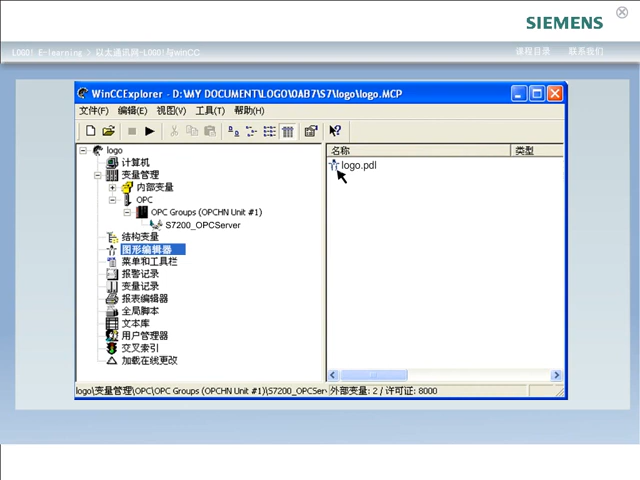 SIEMENS
LOGO! E-learning > 以太通讯网-LOGO!与winCC
课程目录 联系我们
WinCCExplorer - D:\MY DOCUMENT\LOGO\0AB7\S7\logo\logo.MCP
文件(F) 编辑(E) 视图(V) 工具(T) 帮助(H)
logo
计算机
变量管理
内部变量
OPC
OPC Groups (OPCHN Unit #1)
S7200_OPCServer
结构变量
图形编辑器
菜单和工具栏
报警记录
变量记录
报表编辑器
全局脚本
文本库
用户管理器
交叉索引
加载在线更改
名称 类型
logo.pdl
logo\变量管理\OPC\OPC Groups (OPCHN Unit #1)\S7200_OPCServ 外部变量: 2 / 许可证: 8000